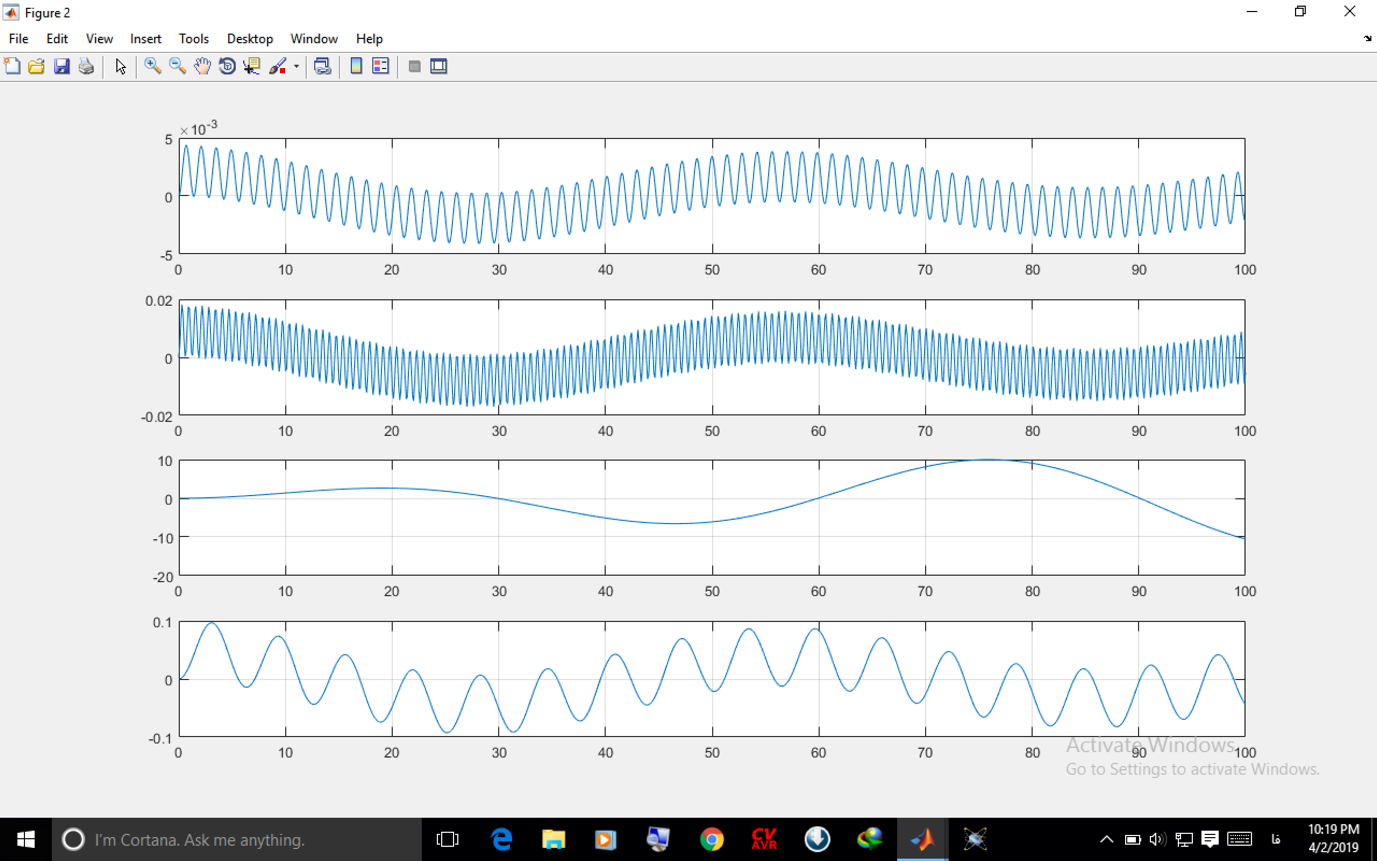 Figure 2
File Edit View Insert Tools Desktop Window Help
×10-3
5
0
-5
0 10 20 30 40 50 60 70 80 90 100
0.02
0
-0.02
0 10 20 30 40 50 60 70 80 90 100
10
0
-10
-20
0 10 20 30 40 50 60 70 80 90 100
0.1
0
-0.1
0 10 20 30 40 50 60 70 80 90 100
Activate Windows
Go to Settings to activate Windows.
I'm Cortana. Ask me anything.
CV
AVR
فا
10:19 PM
4/2/2019